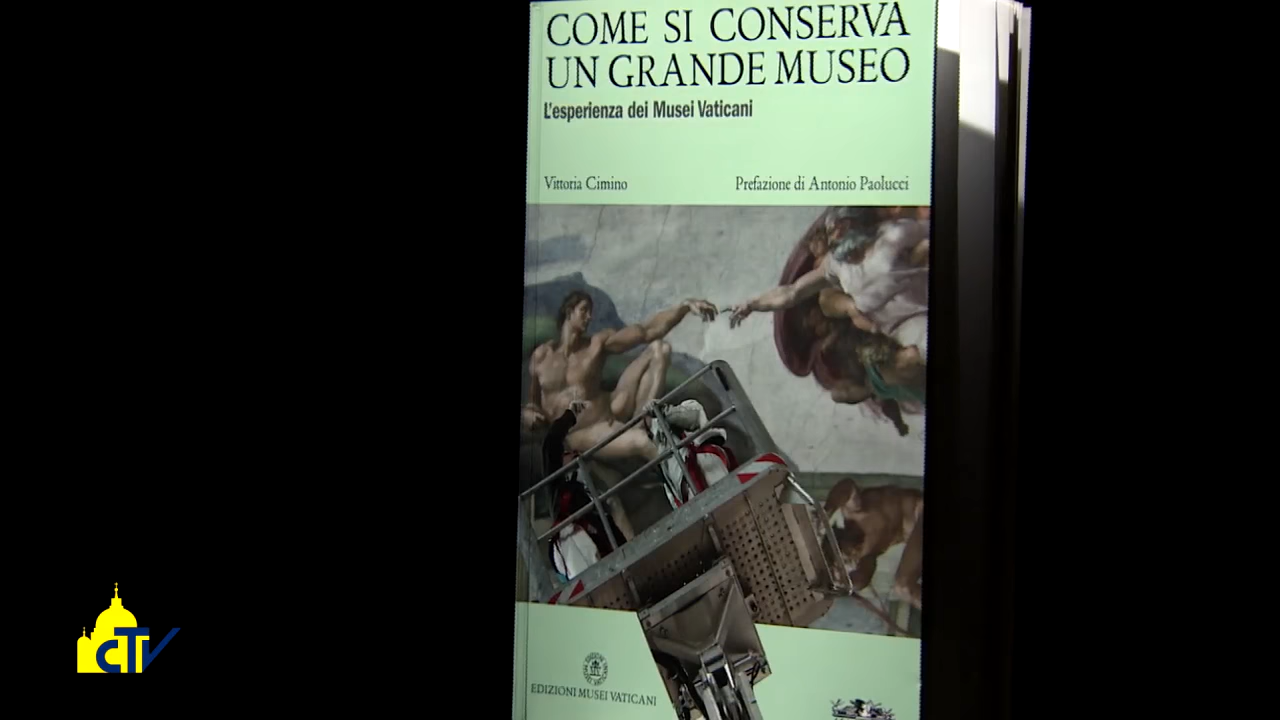 COME SI CONSERVA
UN GRANDE MUSEO
L'esperienza dei Musei Vaticani
Vittoria Cimino
Prefazione di Antonio Paolucci
EDIZIONI MUSEI VATICANI
CTV